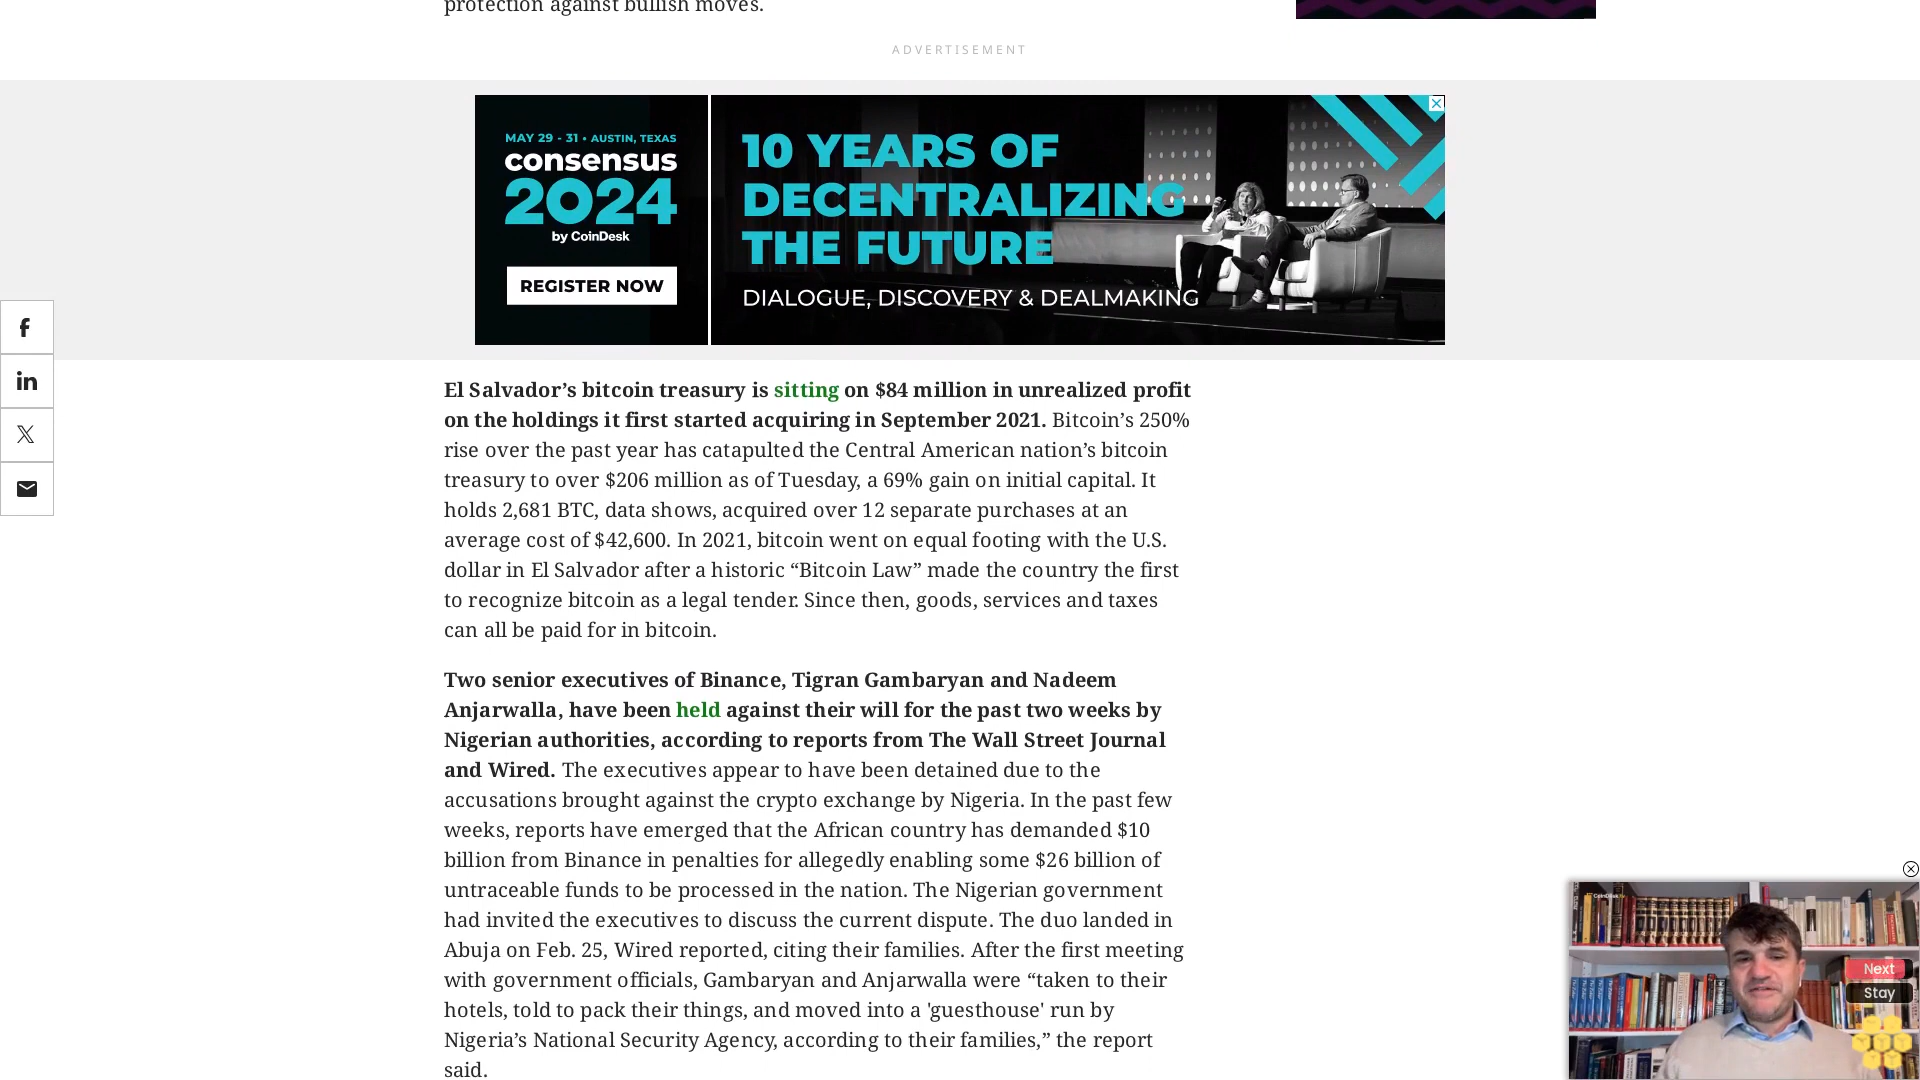 protection against bullish moves.
ADVERTISEMENT
MAY 29 - 31 • AUSTIN, TEXAS
consensus
2024
by CoinDesk
REGISTER NOW
10 YEARS OF
DECENTRALIZING
THE FUTURE
DIALOGUE, DISCOVERY & DEALMAKING
El Salvador’s bitcoin treasury is sitting on $84 million in unrealized profit
on the holdings it first started acquiring in September 2021. Bitcoin’s 250%
rise over the past year has catapulted the Central American nation’s bitcoin
treasury to over $206 million as of Tuesday, a 69% gain on initial capital. It
holds 2,681 BTC, data shows, acquired over 12 separate purchases at an
average cost of $42,600. In 2021, bitcoin went on equal footing with the U.S.
dollar in El Salvador after a historic “Bitcoin Law” made the country the first
to recognize bitcoin as a legal tender. Since then, goods, services and taxes
can all be paid for in bitcoin.
Two senior executives of Binance, Tigran Gambaryan and Nadeem
Anjarwalla, have been held against their will for the past two weeks by
Nigerian authorities, according to reports from The Wall Street Journal
and Wired. The executives appear to have been detained due to the
accusations brought against the crypto exchange by Nigeria. In the past few
weeks, reports have emerged that the African country has demanded $10
billion from Binance in penalties for allegedly enabling some $26 billion of
untraceable funds to be processed in the nation. The Nigerian government
had invited the executives to discuss the current dispute. The duo landed in
Abuja on Feb. 25, Wired reported, citing their families. After the first meeting
with government officials, Gambaryan and Anjarwalla were “taken to their
hotels, told to pack their things, and moved into a 'guesthouse' run by
Nigeria’s National Security Agency, according to their families,” the report
said.
CoinDesk
Next
Stay